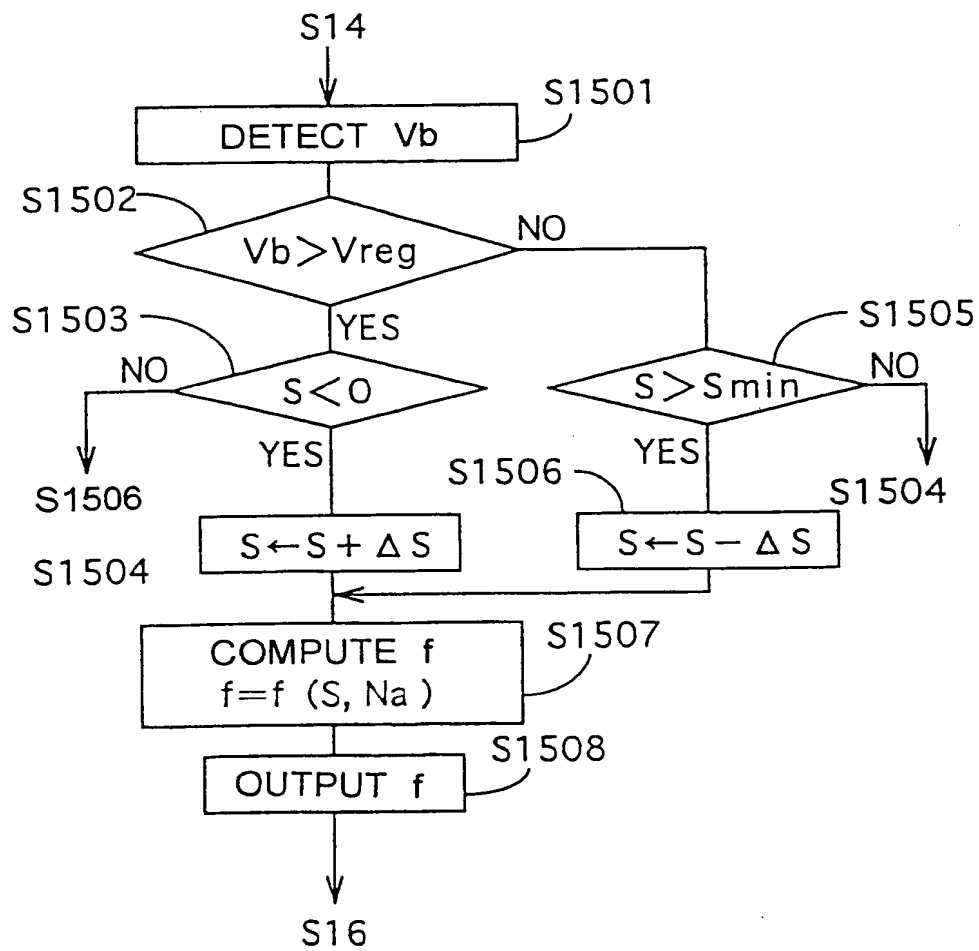 S14
S1501
DETECT Vb
S1502
Vb>Vreg
NO
YES
S1503
S1505
NO
S<0
S>Smin
NO
YES
YES
S1506
S1506
S1504
S←S+ΔS
S←S-ΔS
S1504
COMPUTE f
f=f (S, Na)
S1507
S1508
OUTPUT f
S16